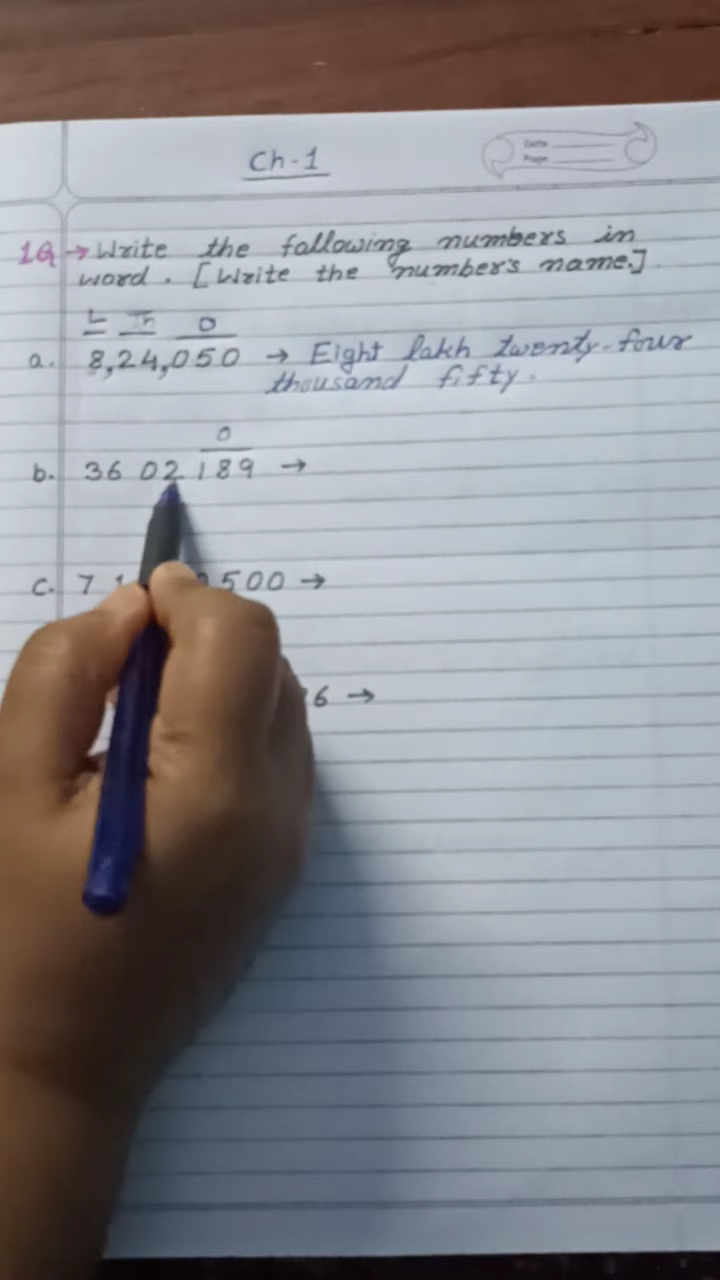 Ch-1
Date
Page
1Q → Write the following numbers in
word. [Write the number's name.]
L Th O
a. 8,24,050 → Eight lakh twenty-four
thousand fifty.
O
b. 36 02 189 →
c. 7 500 →
6 →